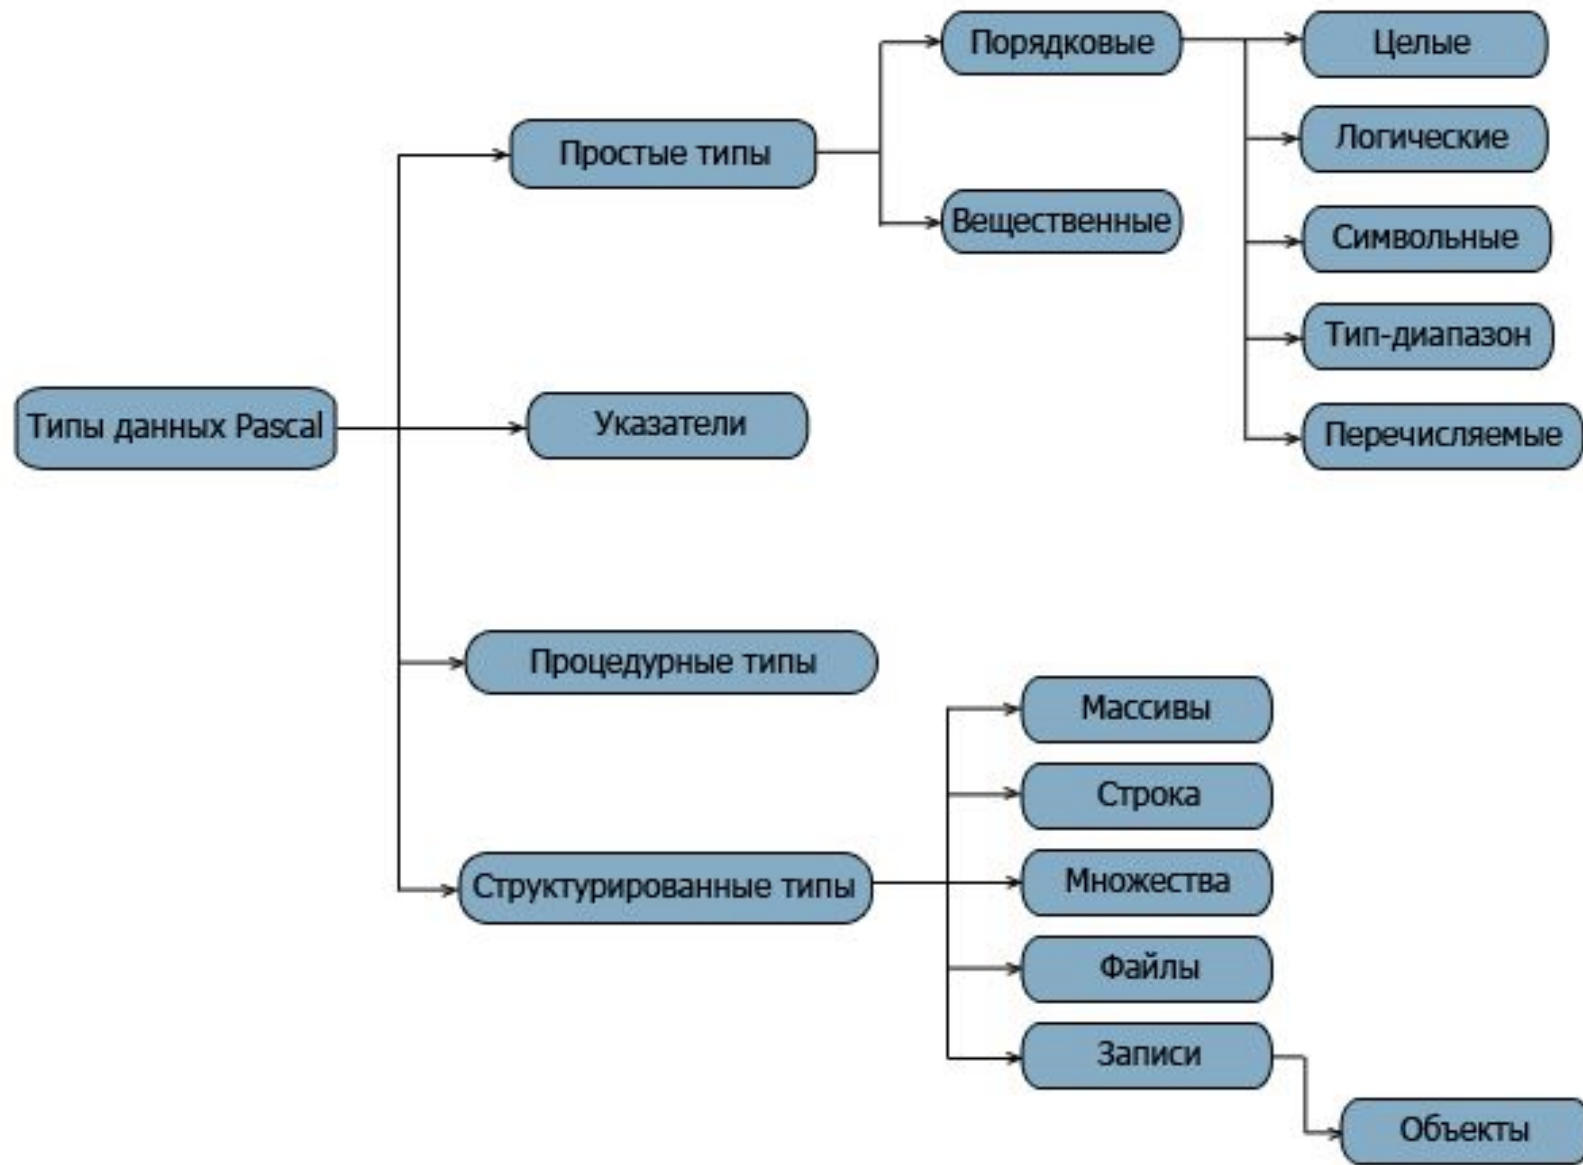 Типы данных Pascal
Простые типы
Порядковые
Целые
Логические
Символьные
Тип-диапазон
Перечисляемые
Вещественные
Указатели
Процедурные типы
Структурированные типы
Массивы
Строка
Множества
Файлы
Записи
Объекты